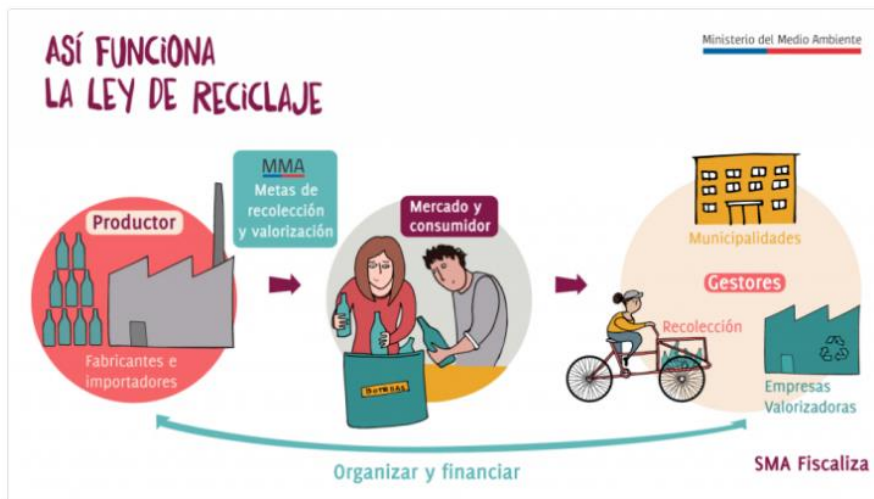 ASÍ FUNCIONA
LA LEY DE RECICLAJE
Ministerio del Medio Ambiente
MMA
Metas de
recolección
y valorización
Productor
Fabricantes e
importadores
Mercado y
consumidor
BOTELLAS
Municipalidades
Gestores
Recolección
Empresas
Valorizadoras
Organizar y financiar
SMA Fiscaliza